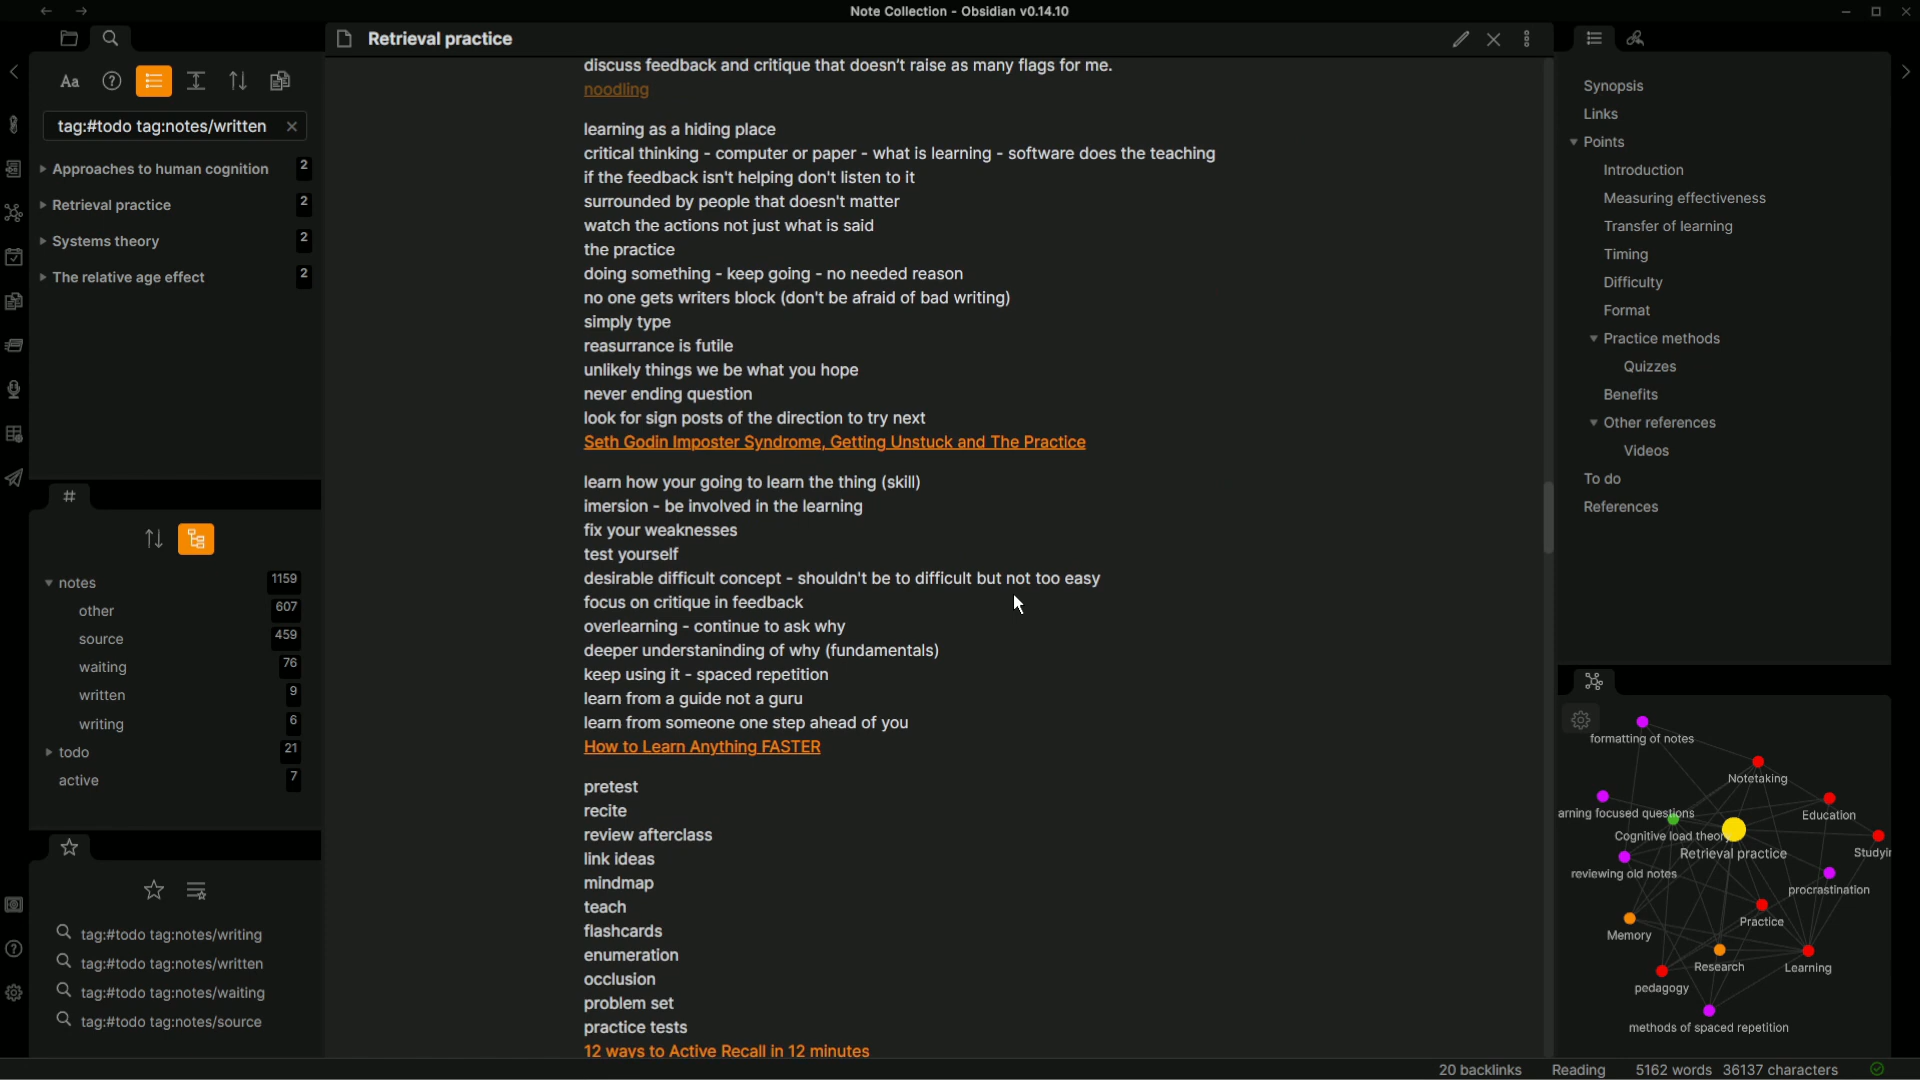 Note Collection - Obsidian v0.14.10
Retrieval practice
Aa
tag:#todo tag:notes/written
Approaches to human cognition 2
Retrieval practice 2
Systems theory 2
The relative age effect 2
#
notes 1159
other 607
source 459
waiting 76
written 9
writing 6
todo 21
active 7
tag:#todo tag:notes/writing
tag:#todo tag:notes/written
tag:#todo tag:notes/waiting
tag:#todo tag:notes/source
discuss feedback and critique that doesn't raise as many flags for me.
noodling
learning as a hiding place
critical thinking - computer or paper - what is learning - software does the teaching
if the feedback isn't helping don't listen to it
surrounded by people that doesn't matter
watch the actions not just what is said
the practice
doing something - keep going - no needed reason
no one gets writers block (don't be afraid of bad writing)
simply type
reasurrance is futile
unlikely things we be what you hope
never ending question
look for sign posts of the direction to try next
Seth Godin Imposter Syndrome, Getting Unstuck and The Practice
learn how your going to learn the thing (skill)
imersion - be involved in the learning
fix your weaknesses
test yourself
desirable difficult concept - shouldn't be to difficult but not too easy
focus on critique in feedback
overlearning - continue to ask why
deeper understaninding of why (fundamentals)
keep using it - spaced repetition
learn from a guide not a guru
learn from someone one step ahead of you
How to Learn Anything FASTER
pretest
recite
review afterclass
link ideas
mindmap
teach
flashcards
enumeration
occlusion
problem set
practice tests
12 ways to Active Recall in 12 minutes
Synopsis
Links
Points
Introduction
Measuring effectiveness
Transfer of learning
Timing
Difficulty
Format
Practice methods
Quizzes
Benefits
Other references
Videos
To do
References
formatting of notes
Notetaking
arning focused questions
Education
Cognitive load theory
Retrieval practice
Studyin
reviewing old notes
procrastination
Practice
Memory
Research
Learning
pedagogy
methods of spaced repetition
20 backlinks Reading 5162 words 36137 characters